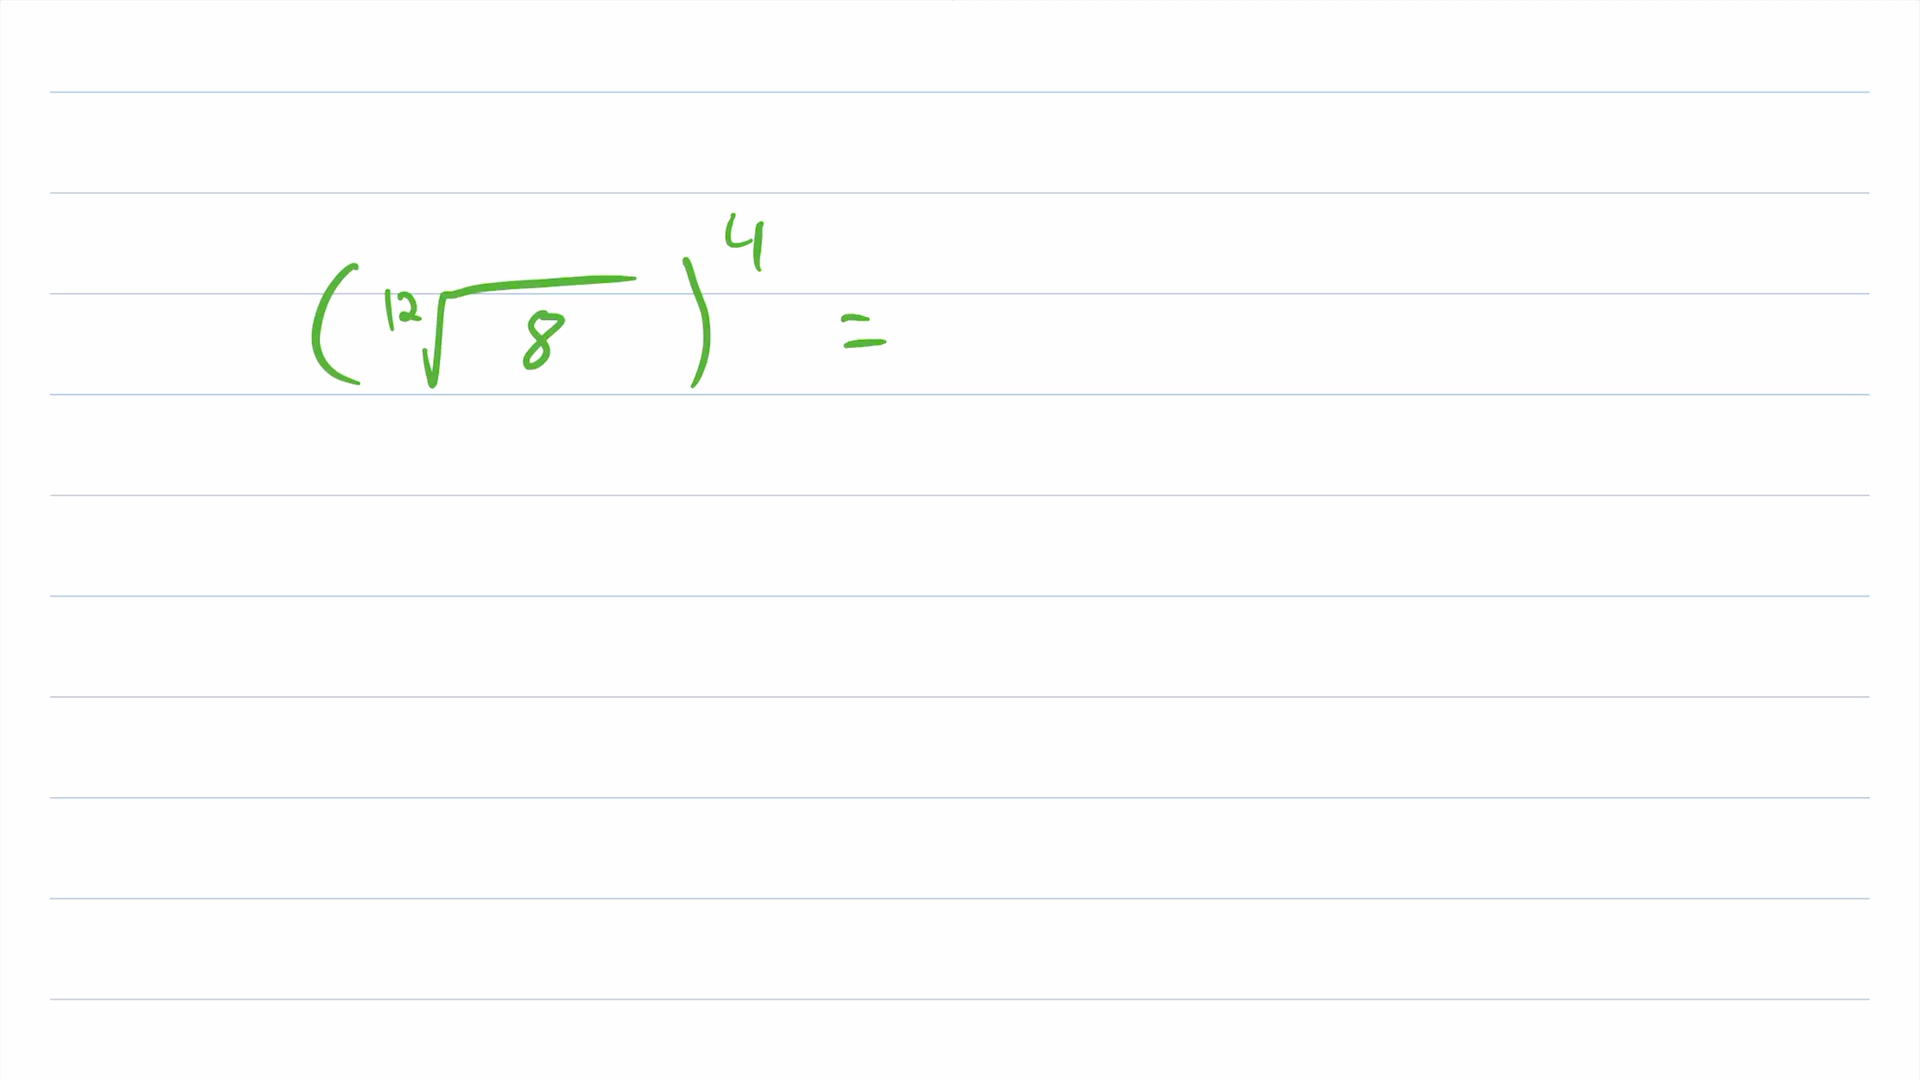 (¹²√8)⁴ =